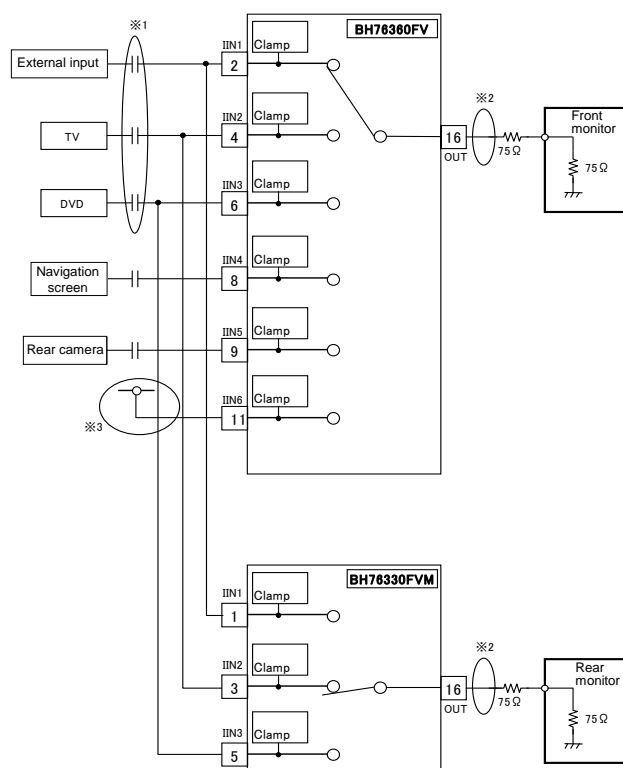 ※1
BH76360FV
External input
IIN1
2
Clamp
TV
IIN2
4
Clamp
DVD
IIN3
6
Clamp
Navigation
screen
IIN4
8
Clamp
Rear camera
IIN5
9
Clamp
※3
IIN6
11
Clamp
16
OUT
※2
75Ω
Front
monitor
75Ω
BH76330FVM
IIN1
1
Clamp
IIN2
3
Clamp
IIN3
5
Clamp
16
OUT
※2
75Ω
Rear
monitor
75Ω